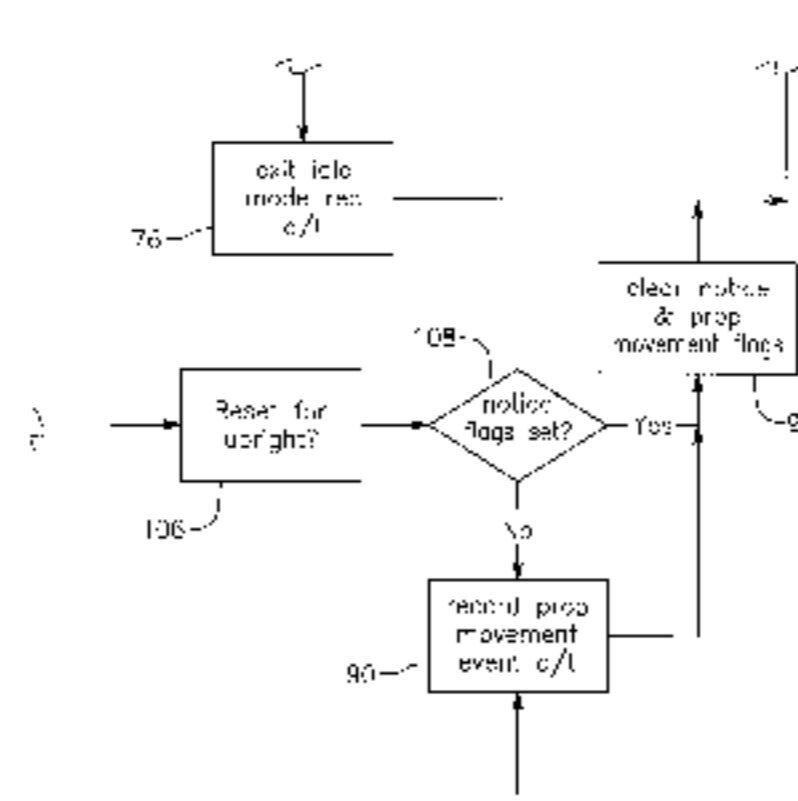 exit idle
mode rec
d/t
76
clear notice
& prop
movement flags
108
Reset for
upright?
notice
flags set?
Yes
106
No
record prop
movement
event d/t
90